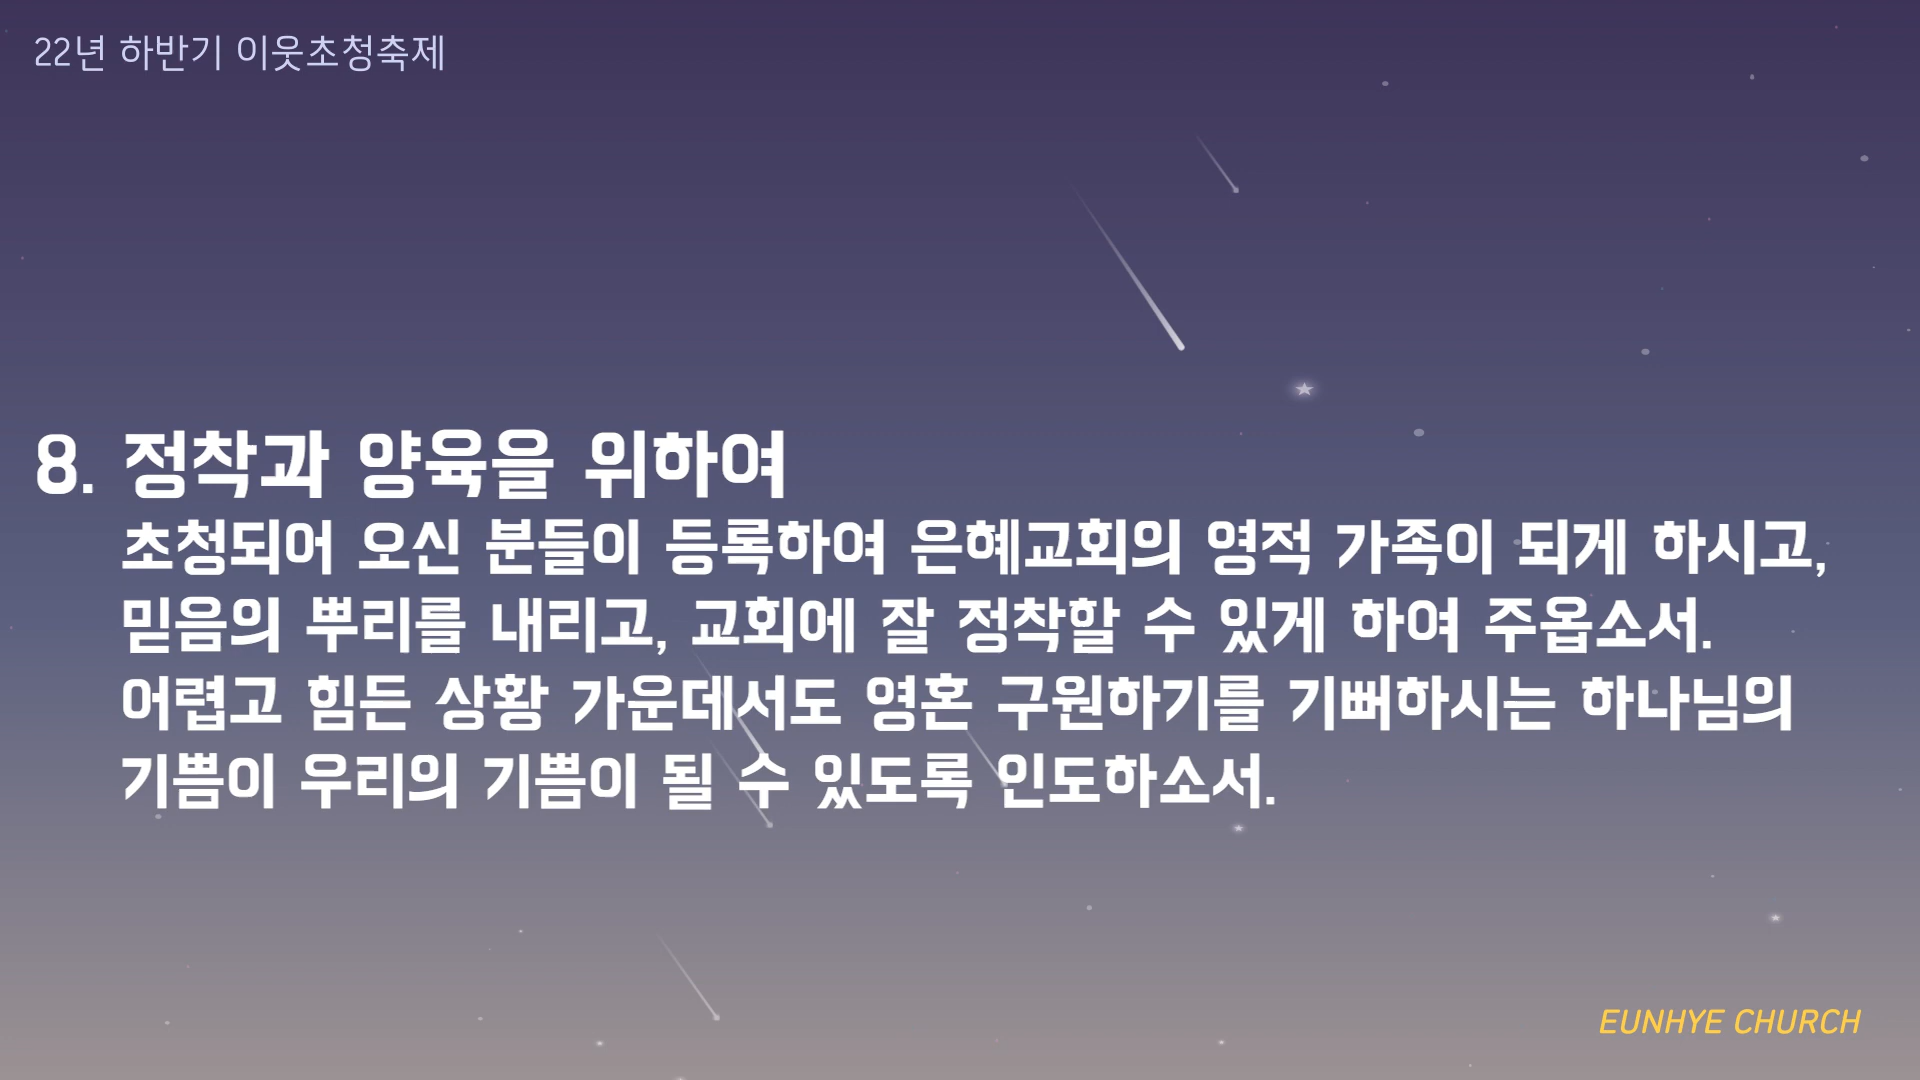 22년 하반기 이웃초청축제
8. 정착과 양육을 위하여
초청되어 오신 분들이 등록하여 은혜교회의 영적 가족이 되게 하시고,
믿음의 뿌리를 내리고, 교회에 잘 정착할 수 있게 하여 주옵소서.
어렵고 힘든 상황 가운데서도 영혼 구원하기를 기뻐하시는 하나님의
기쁨이 우리의 기쁨이 될 수 있도록 인도하소서.
EUNHYE CHURCH